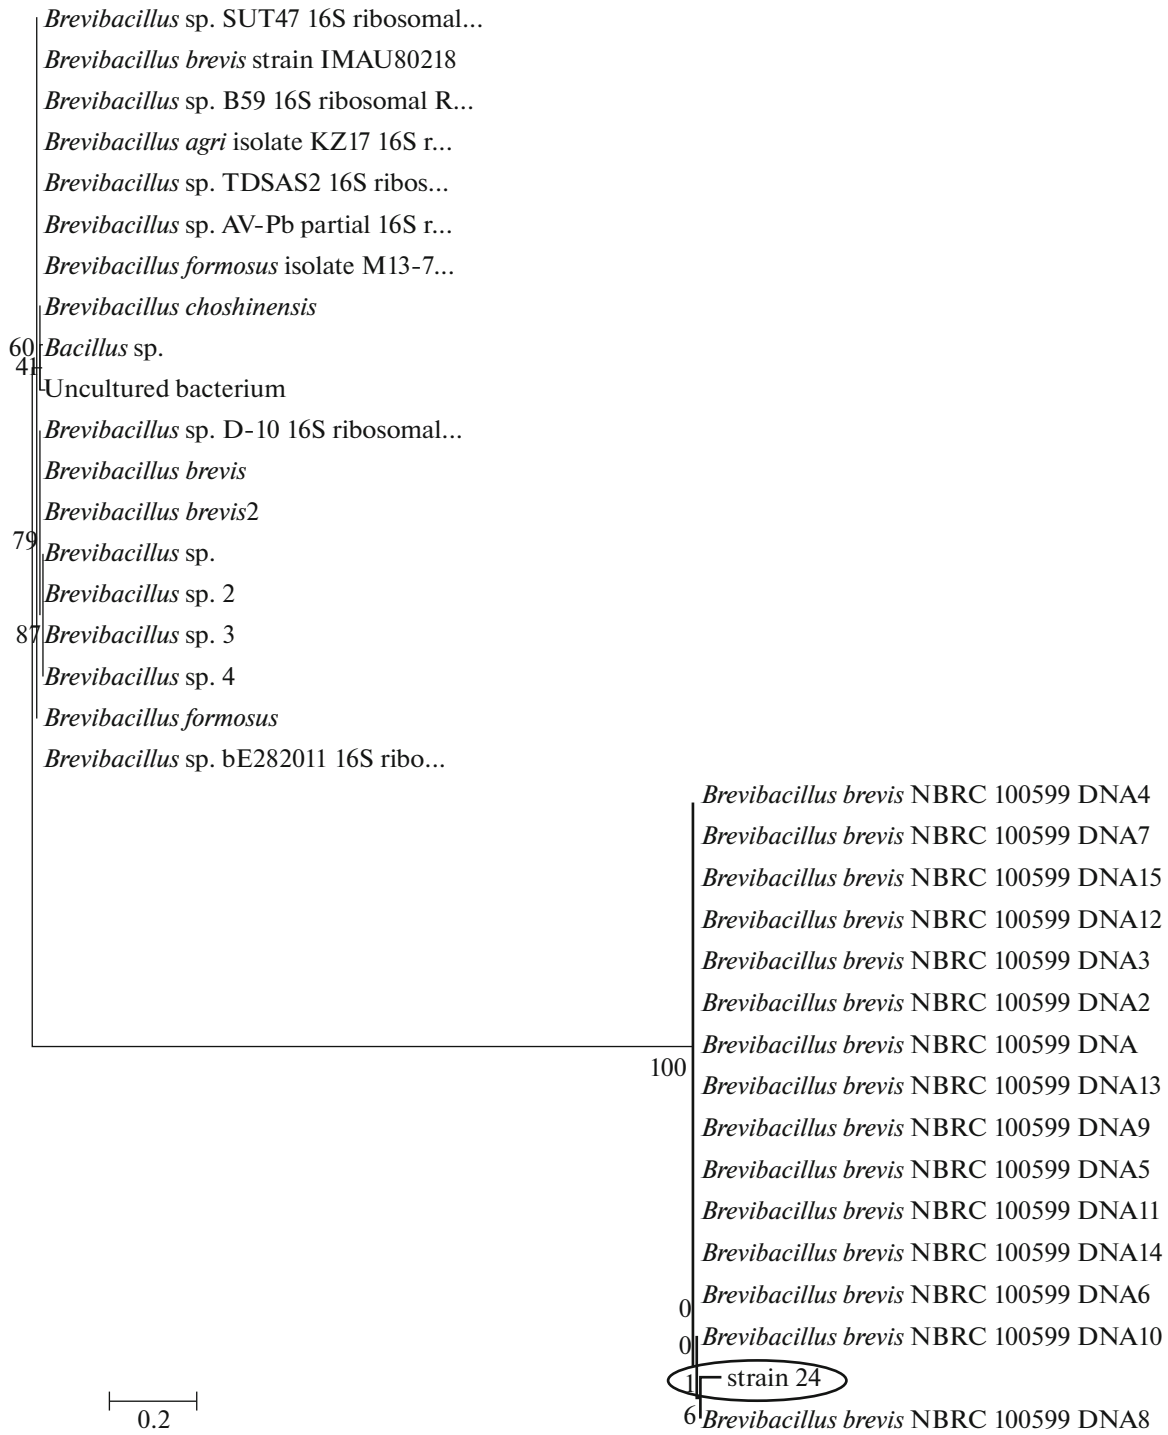 Brevibacillus sp. SUT47 16S ribosomal...
Brevibacillus brevis strain IMAU80218
Brevibacillus sp. B59 16S ribosomal R...
Brevibacillus agri isolate KZ17 16S r...
Brevibacillus sp. TDSAS2 16S ribos...
Brevibacillus sp. AV-Pb partial 16S r...
Brevibacillus formosus isolate M13-7...
Brevibacillus choshinensis
60 Bacillus sp.
41
Uncultured bacterium
Brevibacillus sp. D-10 16S ribosomal...
Brevibacillus brevis
Brevibacillus brevis2
79
Brevibacillus sp.
Brevibacillus sp. 2
87 Brevibacillus sp. 3
Brevibacillus sp. 4
Brevibacillus formosus
Brevibacillus sp. bE282011 16S ribo...
Brevibacillus brevis NBRC 100599 DNA4
Brevibacillus brevis NBRC 100599 DNA7
Brevibacillus brevis NBRC 100599 DNA15
Brevibacillus brevis NBRC 100599 DNA12
Brevibacillus brevis NBRC 100599 DNA3
Brevibacillus brevis NBRC 100599 DNA2
Brevibacillus brevis NBRC 100599 DNA
100
Brevibacillus brevis NBRC 100599 DNA13
Brevibacillus brevis NBRC 100599 DNA9
Brevibacillus brevis NBRC 100599 DNA5
Brevibacillus brevis NBRC 100599 DNA11
Brevibacillus brevis NBRC 100599 DNA14
Brevibacillus brevis NBRC 100599 DNA6
0
0 Brevibacillus brevis NBRC 100599 DNA10
1 strain 24
6 Brevibacillus brevis NBRC 100599 DNA8
0.2